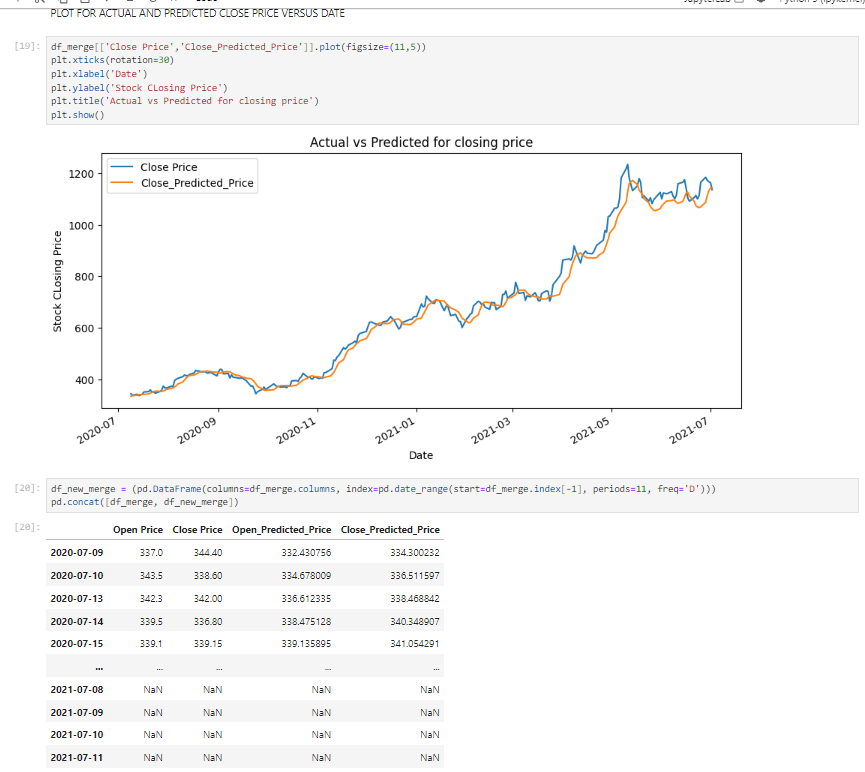 PLOT FOR ACTUAL AND PREDICTED CLOSE PRICE VERSUS DATE
[19]: df_merge[['Close Price','Close_Predicted_Price']].plot(figsize=(11,5))
plt.xticks(rotation=30)
plt.xlabel('Date')
plt.ylabel('Stock CLosing Price')
plt.title('Actual vs Predicted for closing price')
plt.show()
Actual vs Predicted for closing price
Close Price
Close_Predicted_Price
1200
1000
800
600
400
Stock CLosing Price
2020-07
2020-09
2020-11
2021-01
2021-03
2021-05
2021-07
Date
[20]: df_new_merge = (pd.DataFrame(columns=df_merge.columns, index=pd.date_range(start=df_merge.index[-1], periods=11, freq='D')))
pd.concat([df_merge, df_new_merge])
[20]:
Open Price Close Price Open_Predicted_Price Close_Predicted_Price
2020-07-09 337.0 344.40 332.430756 334.300232
2020-07-10 343.5 338.60 334.678009 336.511597
2020-07-13 342.3 342.00 336.612335 338.468842
2020-07-14 339.5 336.80 338.475128 340.348907
2020-07-15 339.1 339.15 339.135895 341.054291
... ... ... ... ...
2021-07-08 NaN NaN NaN NaN
2021-07-09 NaN NaN NaN NaN
2021-07-10 NaN NaN NaN NaN
2021-07-11 NaN NaN NaN NaN